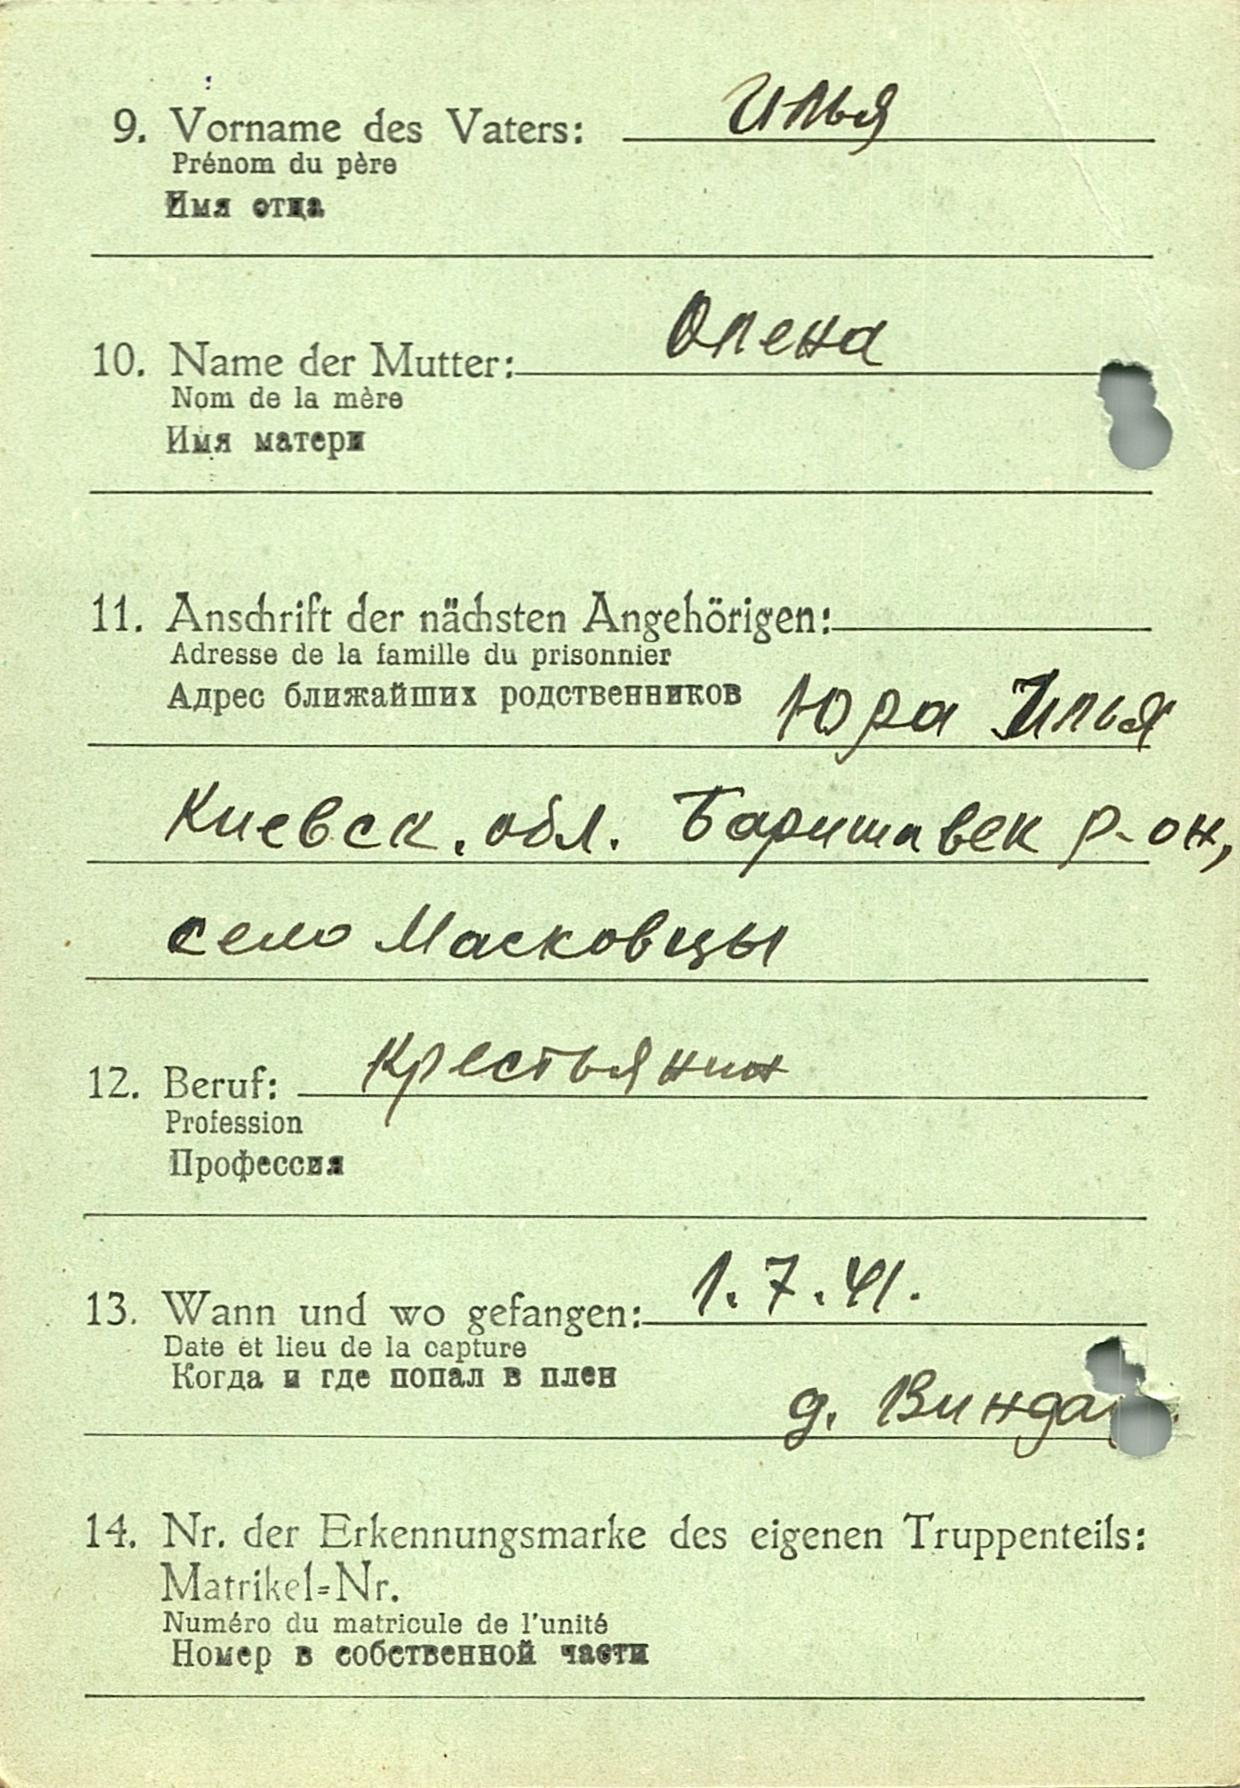 9. Vorname des Vaters: Илья
Prénom du père
Имя отца
10. Name der Mutter: Олена
Nom de la mère
Имя матери
11. Anschrift der nächsten Angehörigen:
Adresse de la famille du prisonnier
Адрес ближайших родственников Юра Илья
Киевск. обл. Баришавск р-он,
село Масковцы
12. Beruf: крестьянин
Profession
Профессия
13. Wann und wo gefangen: 1.7.41.
Date et lieu de la capture
Когда и где попал в плен
д. Винда
14. Nr. der Erkennungsmarke des eigenen Truppenteils:
Matrikel-Nr.
Numéro du matricule de l'unité
Номер в собственной части